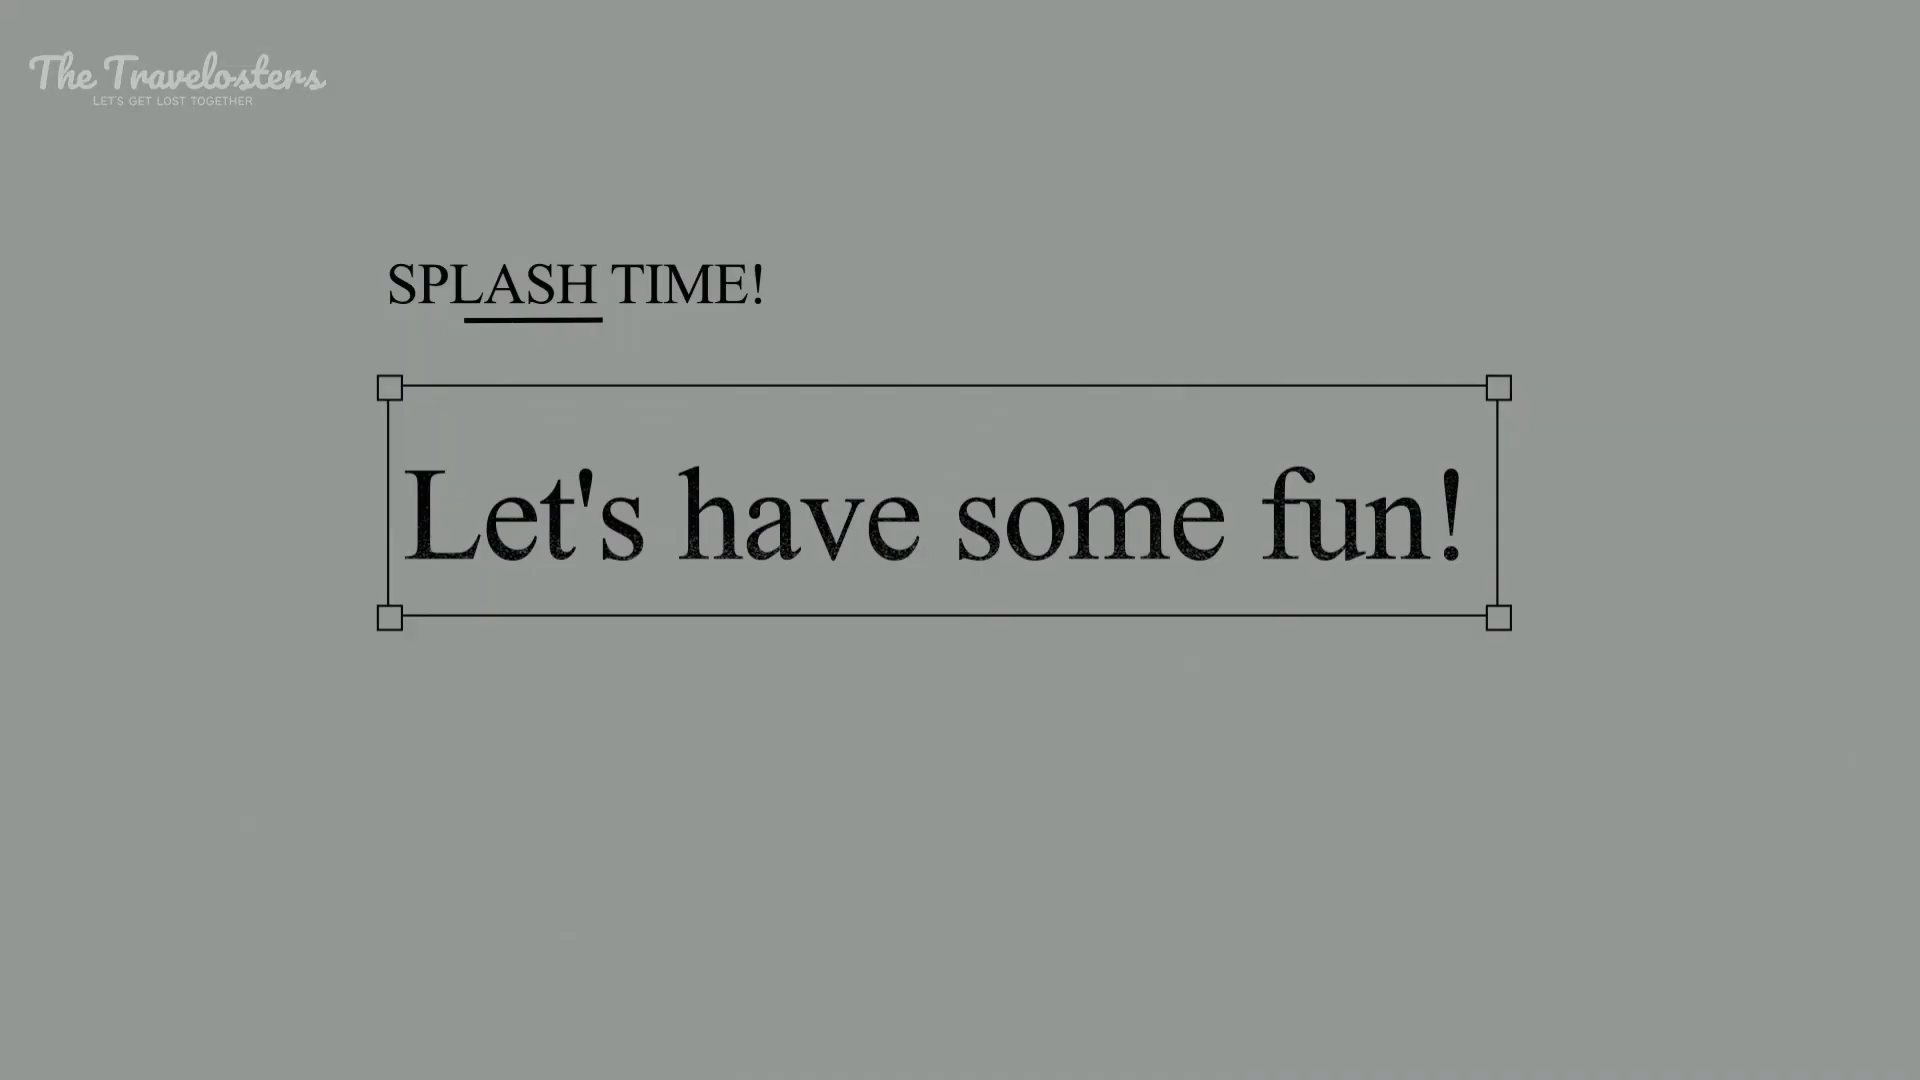 The Travelosters
LET'S GET LOST TOGETHER
SPLASH TIME!
Let's have some fun!